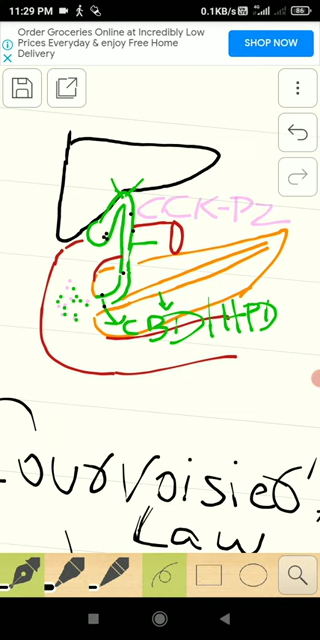 11:29 PM
0.1KB/s 86
Order Groceries Online at Incredibly Low
Prices Everyday & enjoy Free Home
Delivery
SHOP NOW
CCK-PZ
CBD/HPD
Courvoisier's
Law